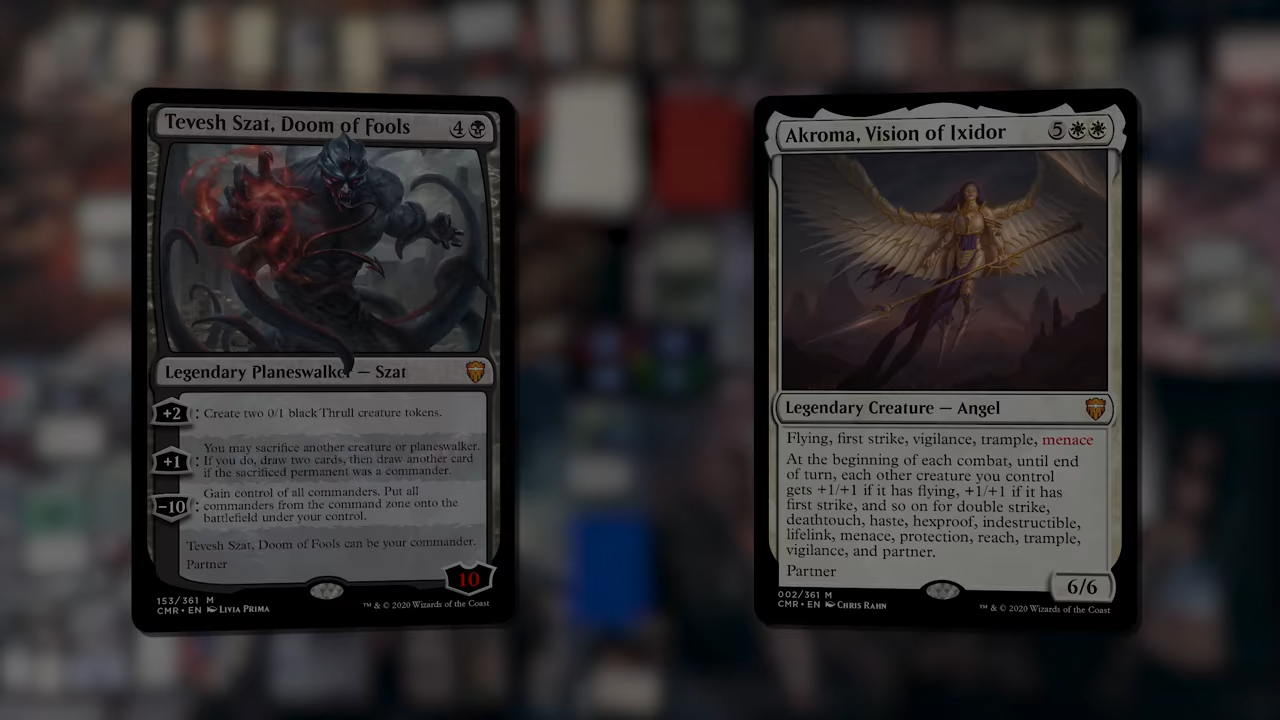 Tevesh Szat, Doom of Fools
4
Legendary Planeswalker — Szat
+2 : Create two 0/1 black Thrull creature tokens.
You may sacrifice another creature or planeswalker.
+1 : If you do, draw two cards, then draw another card
if the sacrificed permanent was a commander.
Gain control of all commanders. Put all
−10 : commanders from the command zone onto the
battlefield under your control.
Tevesh Szat, Doom of Fools can be your commander.
Partner
10
153/361 M
CMR • EN Livia Prima
™ & © 2020 Wizards of the Coast
Akroma, Vision of Ixidor
5
Legendary Creature — Angel
Flying, first strike, vigilance, trample, menace
At the beginning of each combat, until end
of turn, each other creature you control
gets +1/+1 if it has flying, +1/+1 if it has
first strike, and so on for double strike,
deathtouch, haste, hexproof, indestructible,
lifelink, menace, protection, reach, trample,
vigilance, and partner.
Partner
6/6
002/361 M
CMR • EN Chris Rahn
™ & © 2020 Wizards of the Coast